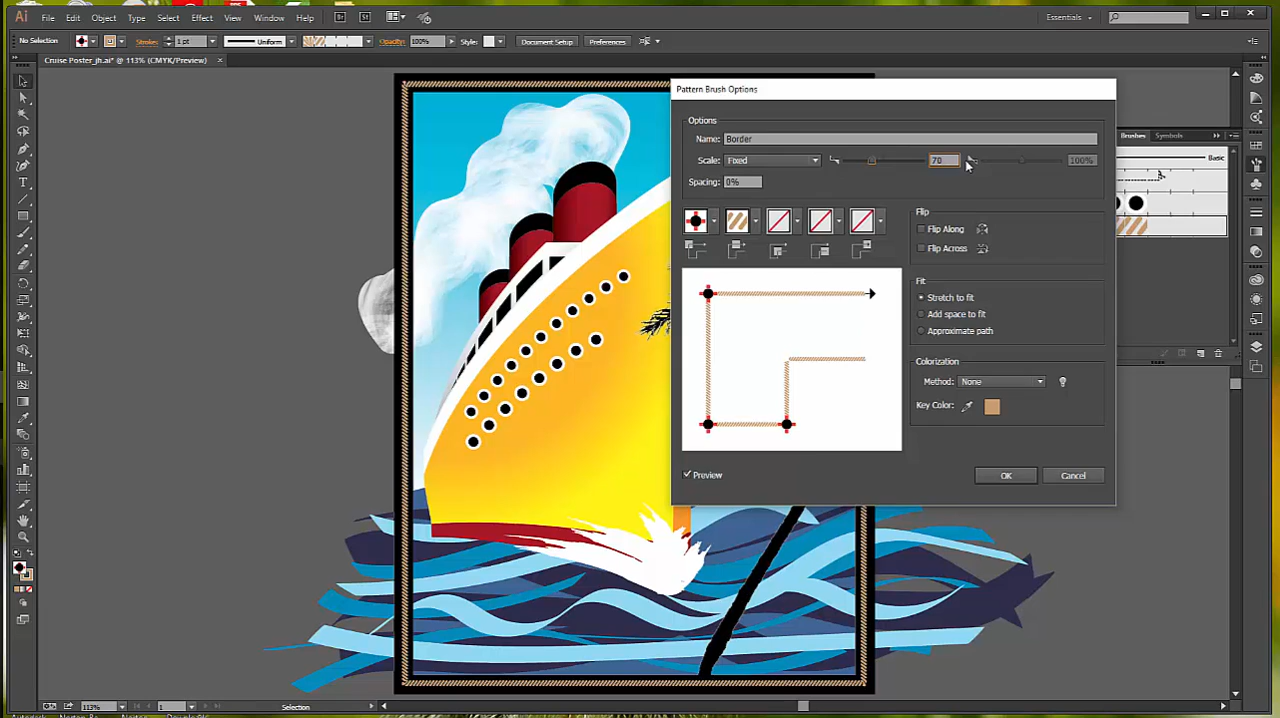 Ai File Edit Object Type Select Effect View Window Help Br St Essentials
No Selection Stroke: 1 pt Uniform Opacity: 100% Style: Document Setup Preferences
Cruise Poster_jh.ai* @ 113% (CMYK/Preview) ×
Pattern Brush Options
Options
Name: Border
Scale: Fixed 70 100%
Spacing: 0%
Flip
Flip Along
Flip Across
Fit
Stretch to fit
Add space to fit
Approximate path
Colorization
Method: None
Key Color:
Preview OK Cancel
Brushes Symbols
Basic
113% 1 Selection